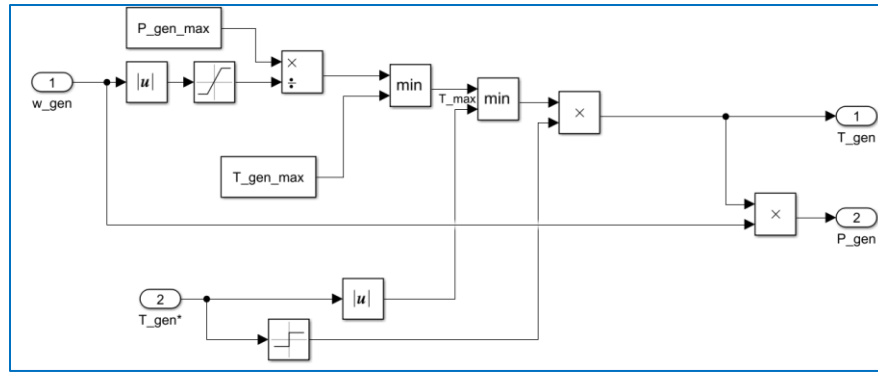 P_gen_max
×
÷
1
w_gen
|u|
min
T_max
min
×
1
T_gen
T_gen_max
×
2
P_gen
2
T_gen*
|u|